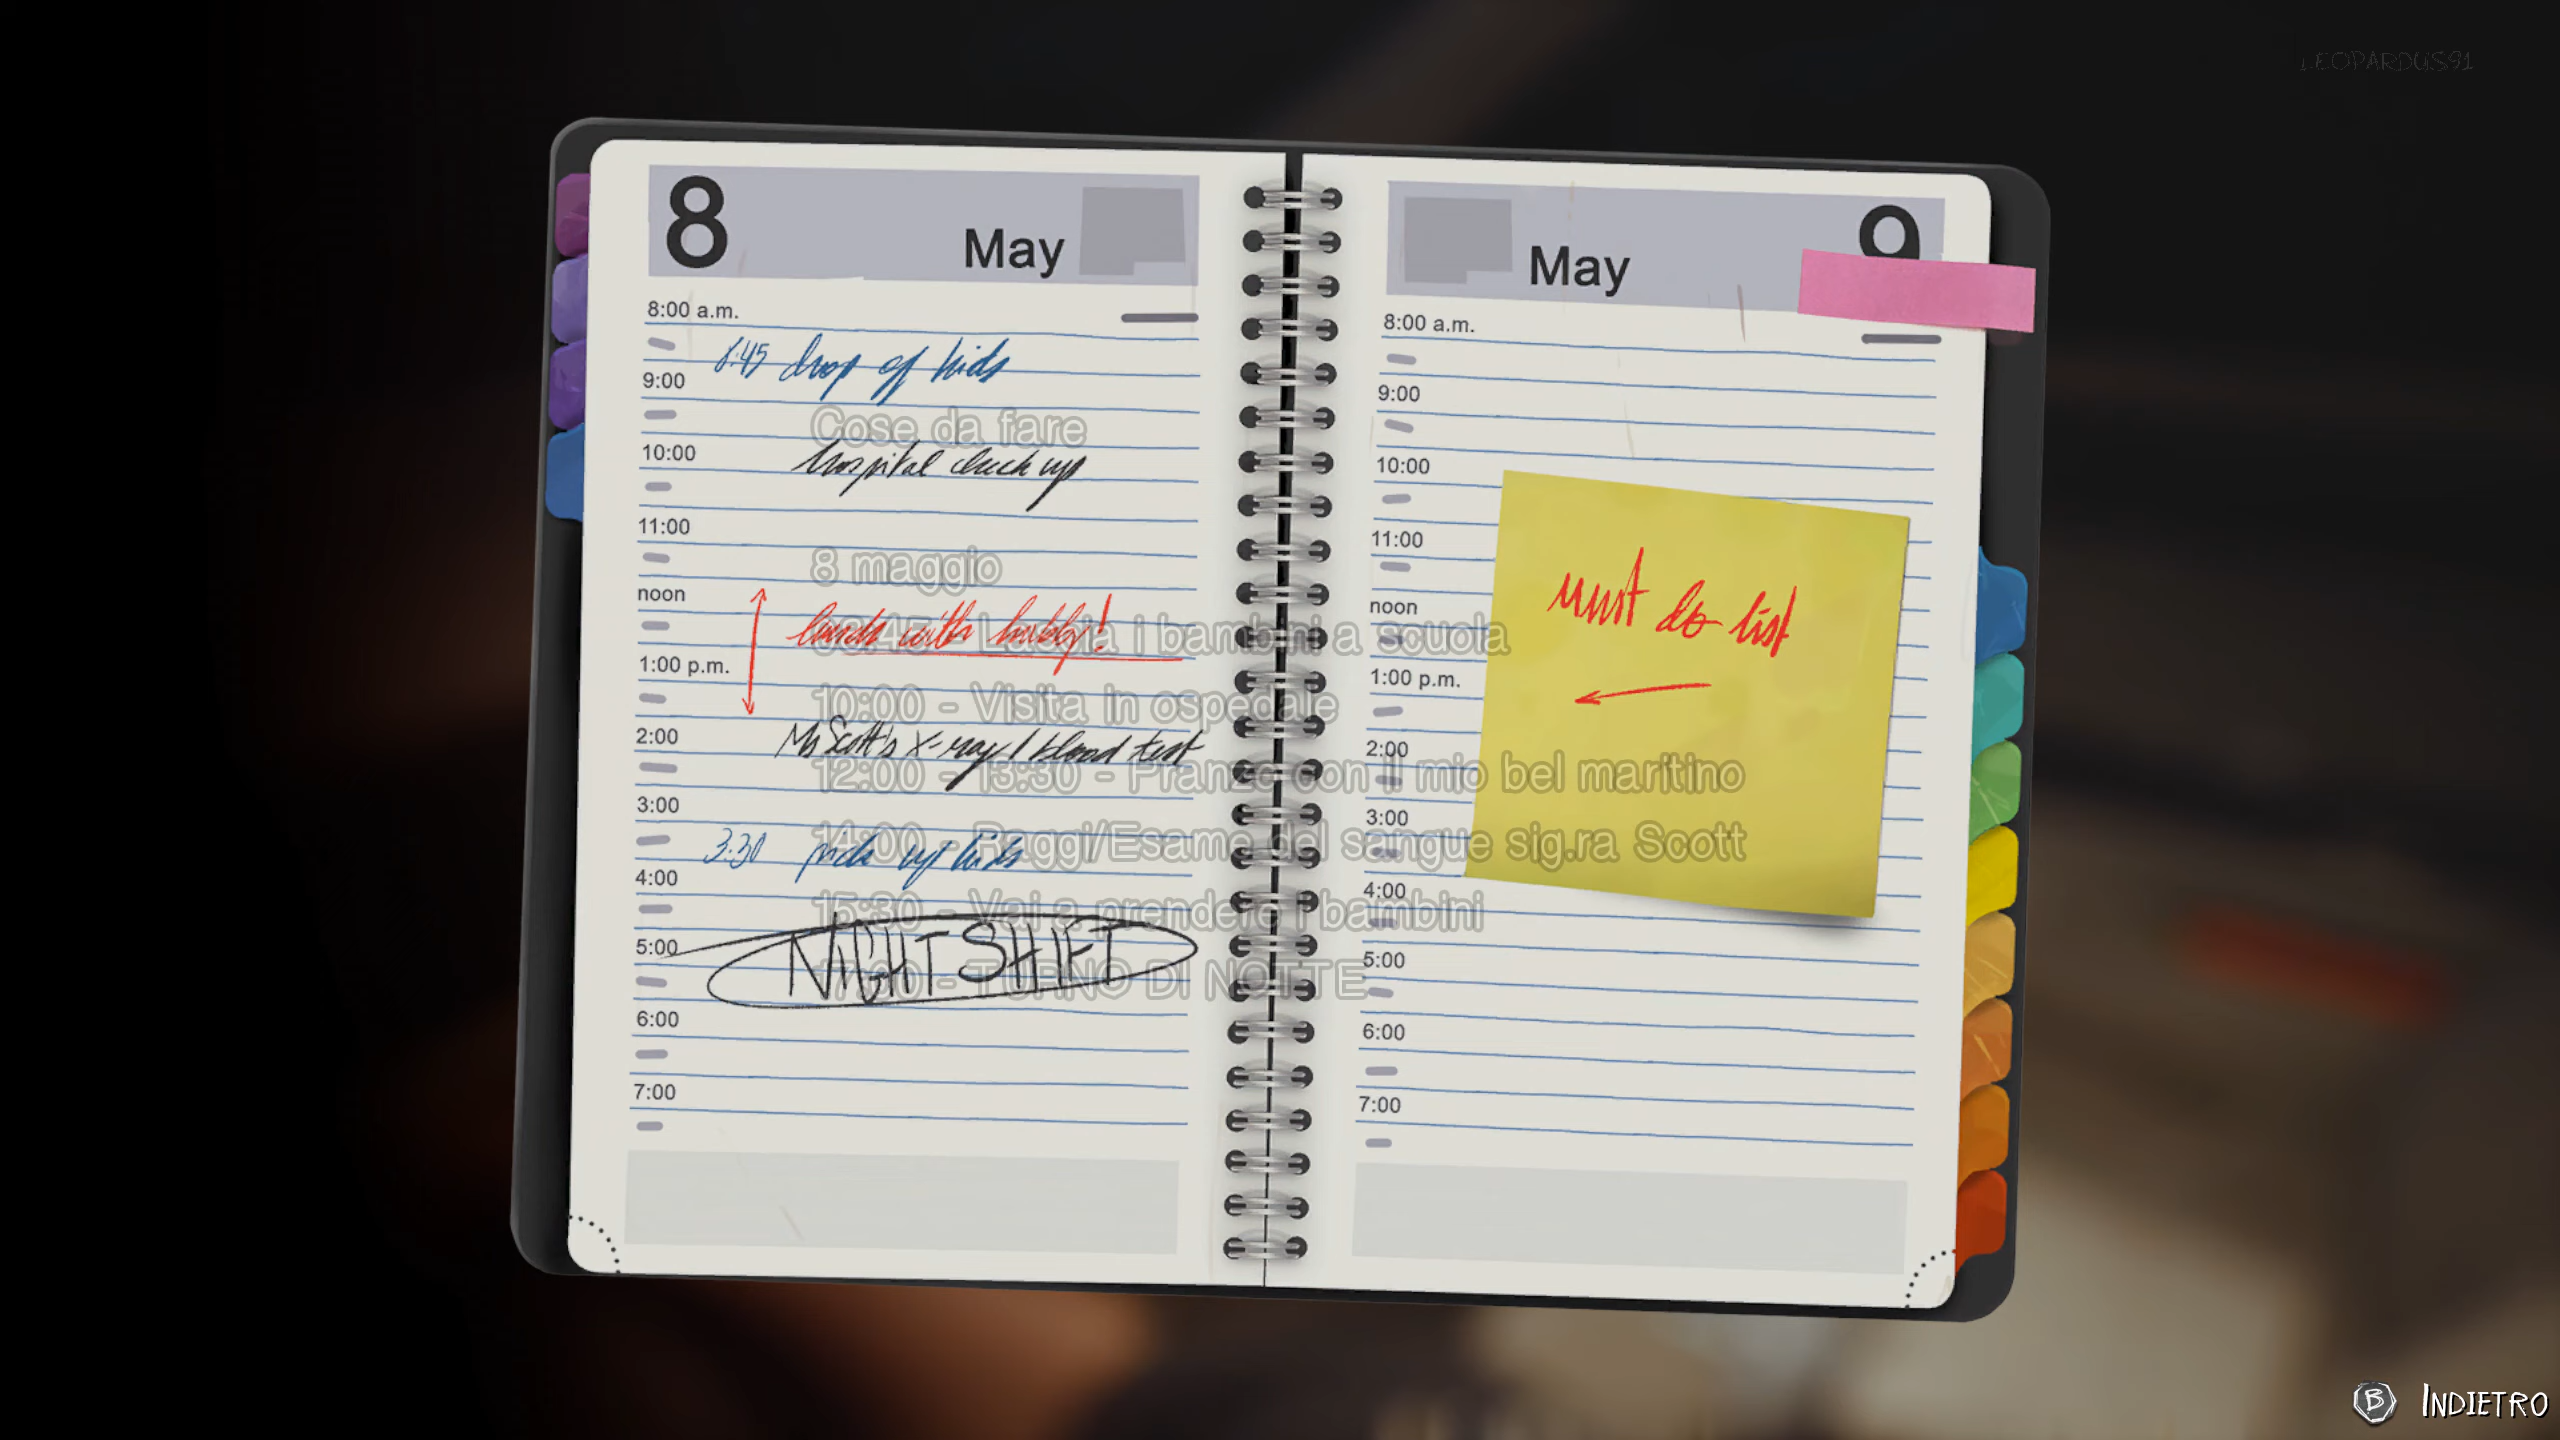 LEOPARDUS91
8 May
8:00 a.m.
8.45 drop of kids
9:00
10:00 hospital check up
11:00
noon
lunch with hubby!
1:00 p.m.
2:00 Ms Scott's X-ray / blood test
3:00
3.30 pick up kids
4:00
5:00 NIGHT SHIFT
6:00
7:00
May 9
8:00 a.m.
9:00
10:00
11:00
noon
1:00 p.m.
2:00
3:00
4:00
5:00
6:00
7:00
must do list
Cose da fare
8 maggio
08:45 - Lascia i bambini a scuola
10:00 - Visita in ospedale
12:00 - 13:30 - Pranzo con il mio bel maritino
14:00 - Raggi/Esame del sangue sig.ra Scott
15:30 - Vai a prendere i bambini
17:30 - TURNO DI NOTTE
B INDIETRO